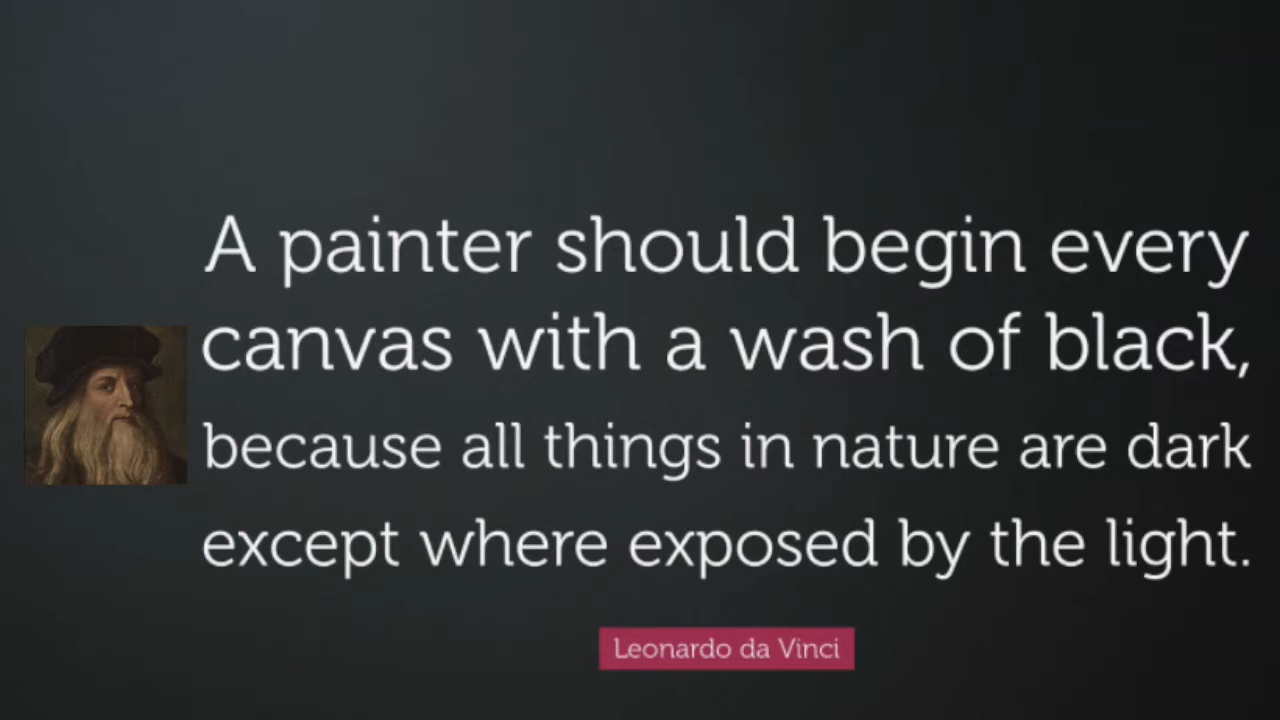 A painter should begin every
canvas with a wash of black,
because all things in nature are dark
except where exposed by the light.
Leonardo da Vinci